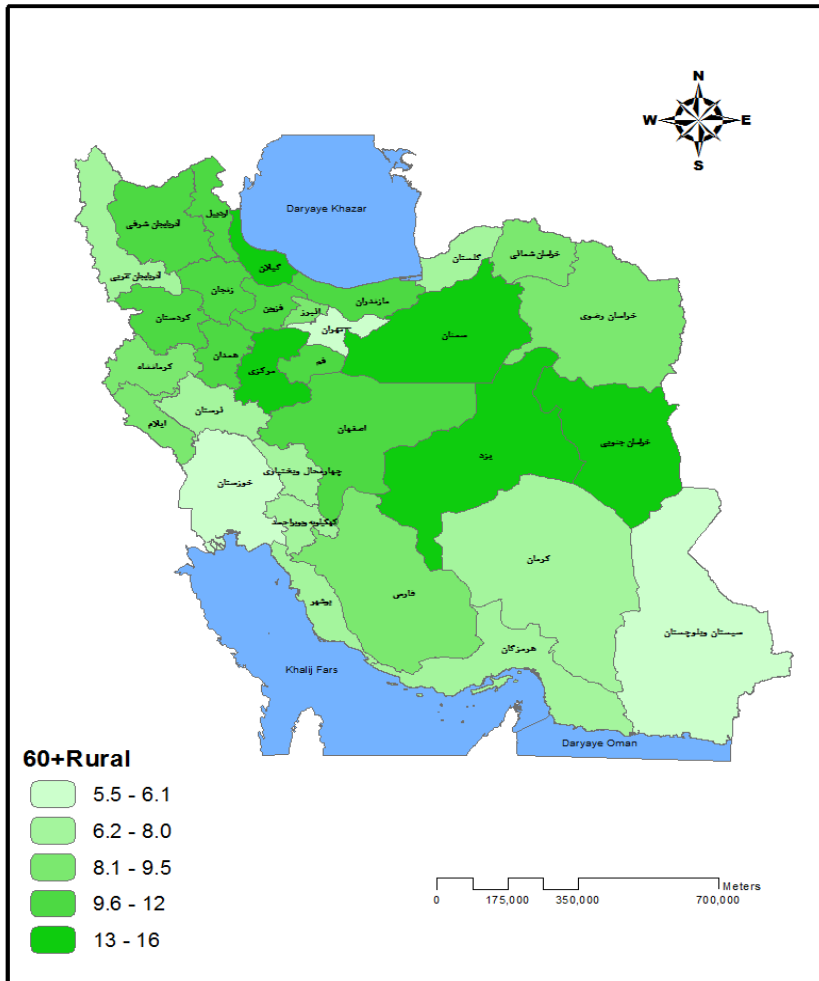 N
W E
S
Daryaye Khazar
اردبیل
آذربایجان شرقی
گلستان
خراسان شمالی
گیلان
آذربایجان غربی
زنجان
مازندران
قزوین
البرز
خراسان رضوی
کردستان
تهران
سمنان
همدان
قم
کرمانشاه
مرکزی
لرستان
ایلام
اصفهان
خراسان جنوبی
یزد
چهارمحال وبختیاری
خوزستان
کهگیلویه وبویراحمد
کرمان
فارس
بوشهر
سیستان وبلوچستان
هرمزگان
Khalij Fars
Daryaye Oman
60+Rural
5.5 - 6.1
6.2 - 8.0
8.1 - 9.5
9.6 - 12
13 - 16
Meters
0 175,000 350,000 700,000